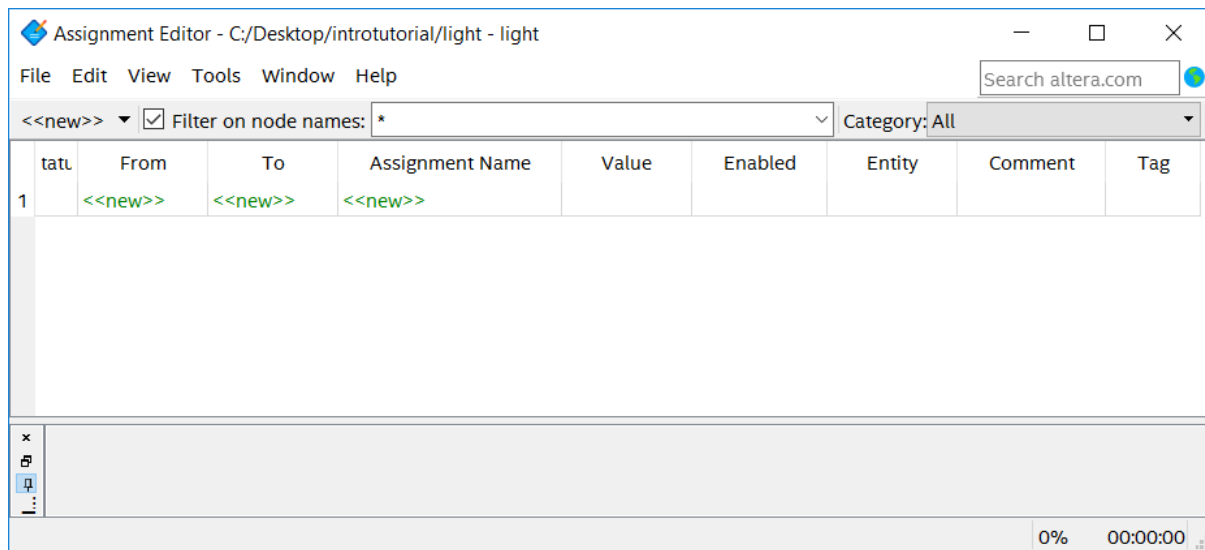 Assignment Editor - C:/Desktop/introtutorial/light - light
File Edit View Tools Window Help Search altera.com
<<new>> Filter on node names: * Category: All
tatu From To Assignment Name Value Enabled Entity Comment Tag
1 <<new>> <<new>> <<new>>
0% 00:00:00